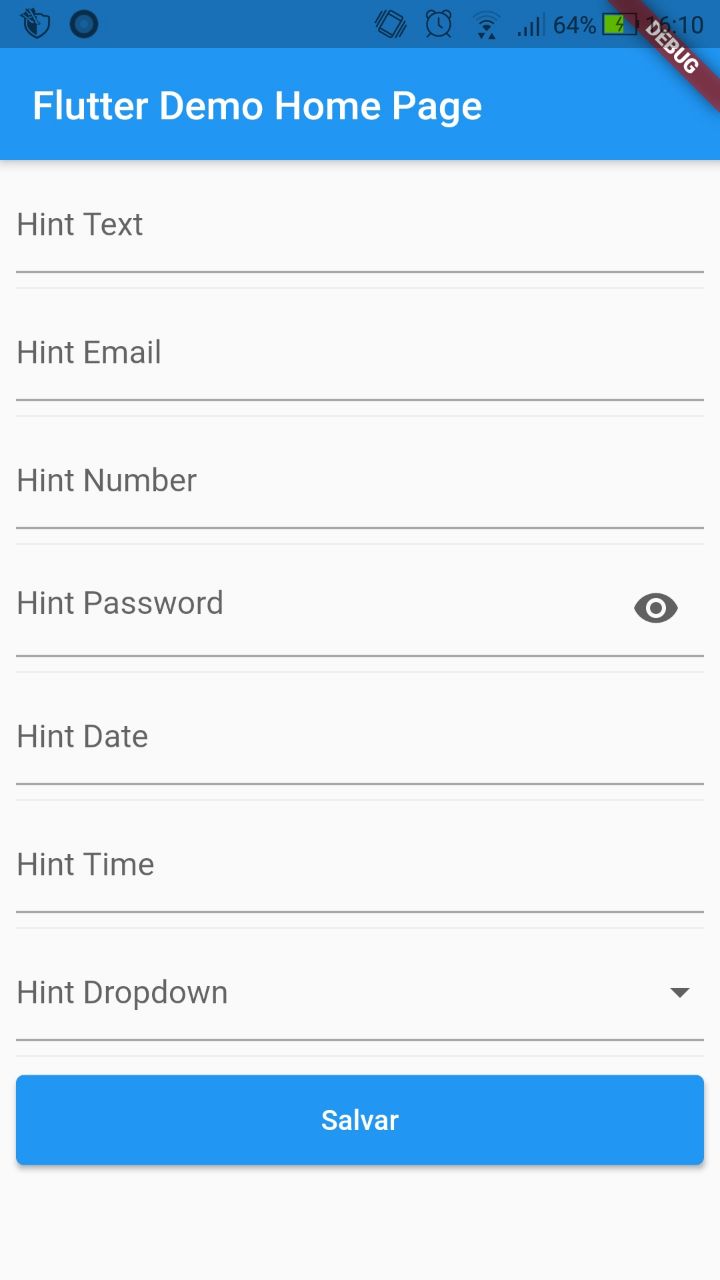 64% 16:10
DEBUG
Flutter Demo Home Page
Hint Text
Hint Email
Hint Number
Hint Password
Hint Date
Hint Time
Hint Dropdown
Salvar